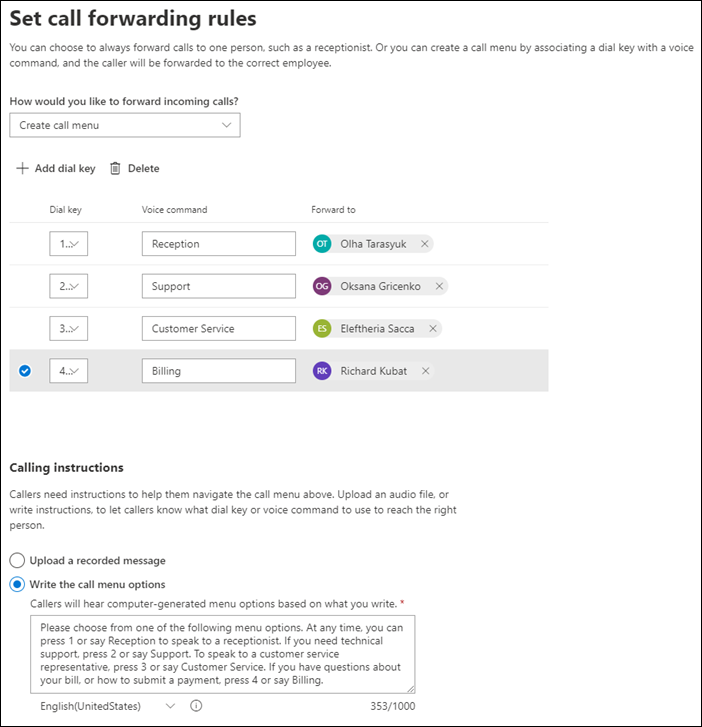 Set call forwarding rules
You can choose to always forward calls to one person, such as a receptionist. Or you can create a call menu by associating a dial key with a voice
command, and the caller will be forwarded to the correct employee.
How would you like to forward incoming calls?
Create call menu
Add dial key Delete
Dial key Voice command Forward to
1... Reception OT Olha Tarasyuk
2... Support OG Oksana Gricenko
3... Customer Service ES Eleftheria Sacca
4... Billing RK Richard Kubat
Calling instructions
Callers need instructions to help them navigate the call menu above. Upload an audio file, or
write instructions, to let callers know what dial key or voice command to use to reach the right
person.
Upload a recorded message
Write the call menu options
Callers will hear computer-generated menu options based on what you write. *
Please choose from one of the following menu options. At any time, you can
press 1 or say Reception to speak to a receptionist. If you need technical
support, press 2 or say Support. To speak to a customer service
representative, press 3 or say Customer Service. If you have questions about
your bill, or how to submit a payment, press 4 or say Billing.
English(UnitedStates) 353/1000